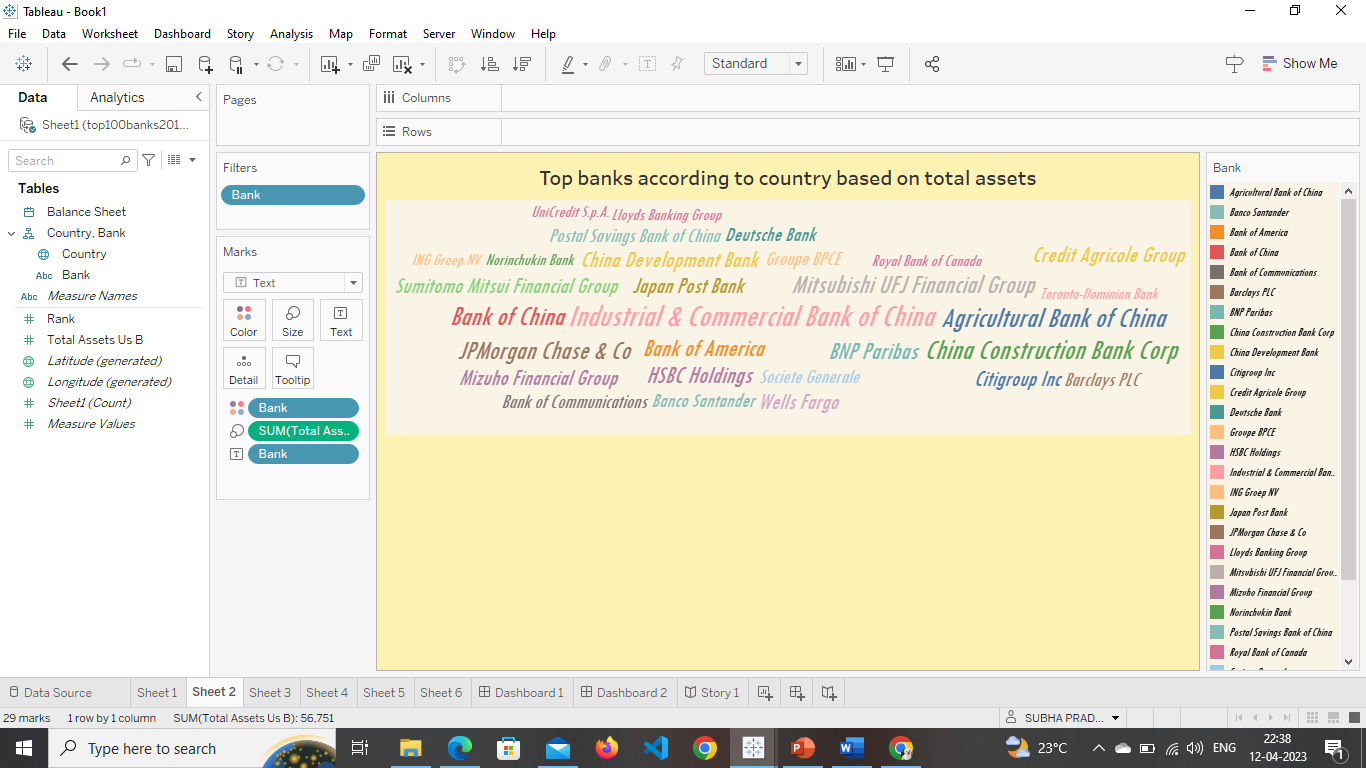 Tableau - Book1
File Data Worksheet Dashboard Story Analysis Map Format Server Window Help
Standard
Show Me
Data Analytics
Sheet1 (top100banks201...
Search
Tables
Balance Sheet
Country, Bank
Country
Abc Bank
Abc Measure Names
Rank
Total Assets Us B
Latitude (generated)
Longitude (generated)
Sheet1 (Count)
Measure Values
Pages
Filters
Bank
Marks
Text
Color Size Text
Detail Tooltip
Bank
SUM(Total Ass..
Bank
Columns
Rows
Top banks according to country based on total assets
UniCredit S.p.A. Lloyds Banking Group
Postal Savings Bank of China Deutsche Bank
ING Groep NV Norinchukin Bank China Development Bank Groupe BPCE Royal Bank of Canada Credit Agricole Group
Sumitomo Mitsui Financial Group Japan Post Bank Mitsubishi UFJ Financial Group Toronto-Dominion Bank
Bank of China Industrial & Commercial Bank of China Agricultural Bank of China
JPMorgan Chase & Co Bank of America BNP Paribas China Construction Bank Corp
Mizuho Financial Group HSBC Holdings Societe Generale Citigroup Inc Barclays PLC
Bank of Communications Banco Santander Wells Fargo
Bank
Agricultural Bank of China
Banco Santander
Bank of America
Bank of China
Bank of Communications
Barclays PLC
BNP Paribas
China Construction Bank Corp
China Development Bank
Citigroup Inc
Credit Agricole Group
Deutsche Bank
Groupe BPCE
HSBC Holdings
Industrial & Commercial Ban..
ING Groep NV
Japan Post Bank
JPMorgan Chase & Co
Lloyds Banking Group
Mitsubishi UFJ Financial Grou..
Mizuho Financial Group
Norinchukin Bank
Postal Savings Bank of China
Royal Bank of Canada
Data Source Sheet 1 Sheet 2 Sheet 3 Sheet 4 Sheet 5 Sheet 6 Dashboard 1 Dashboard 2 Story 1
29 marks 1 row by 1 column SUM(Total Assets Us B): 56.751 SUBHA PRAD...
Type here to search
23°C
ENG
22:38
12-04-2023
1